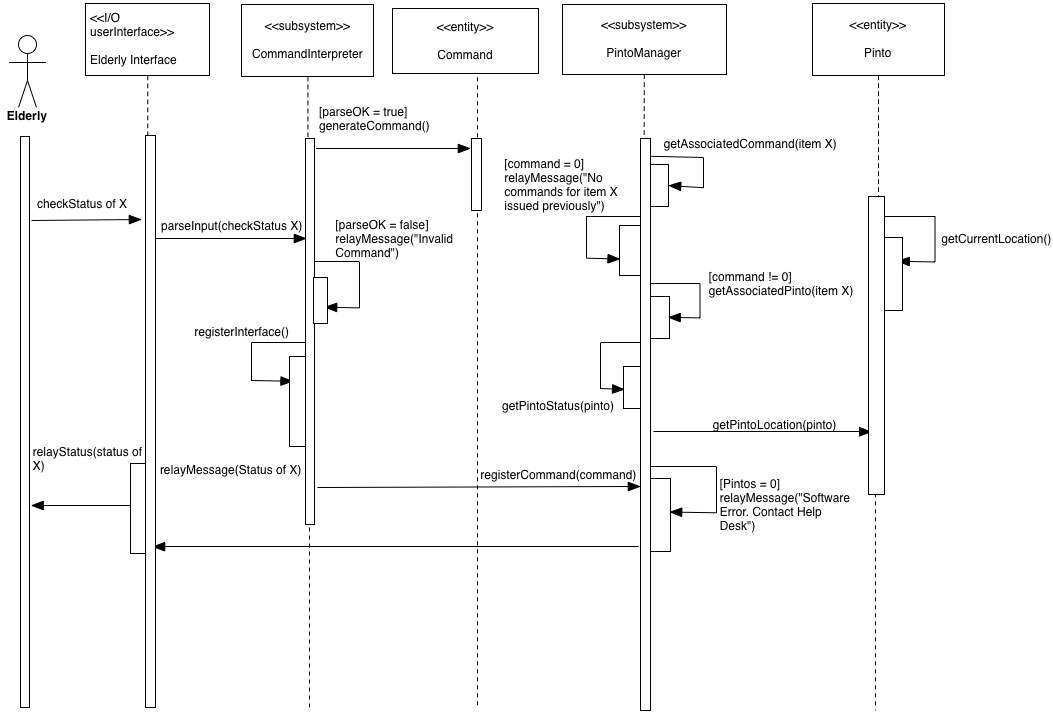 <<I/O
userInterface>>
Elderly Interface
<<subsystem>>
CommandInterpreter
<<entity>>
Command
<<subsystem>>
PintoManager
<<entity>>
Pinto
Elderly
[parseOK = true]
generateCommand()
getAssociatedCommand(item X)
[command = 0]
relayMessage("No
commands for item X
issued previously")
checkStatus of X
parseInput(checkStatus X)
[parseOK = false]
relayMessage("Invalid
Command")
getCurrentLocation()
[command != 0]
getAssociatedPinto(item X)
registerInterface()
getPintoStatus(pinto)
getPintoLocation(pinto)
relayStatus(status of
X)
relayMessage(Status of X)
registerCommand(command)
[Pintos = 0]
relayMessage("Software
Error. Contact Help
Desk")